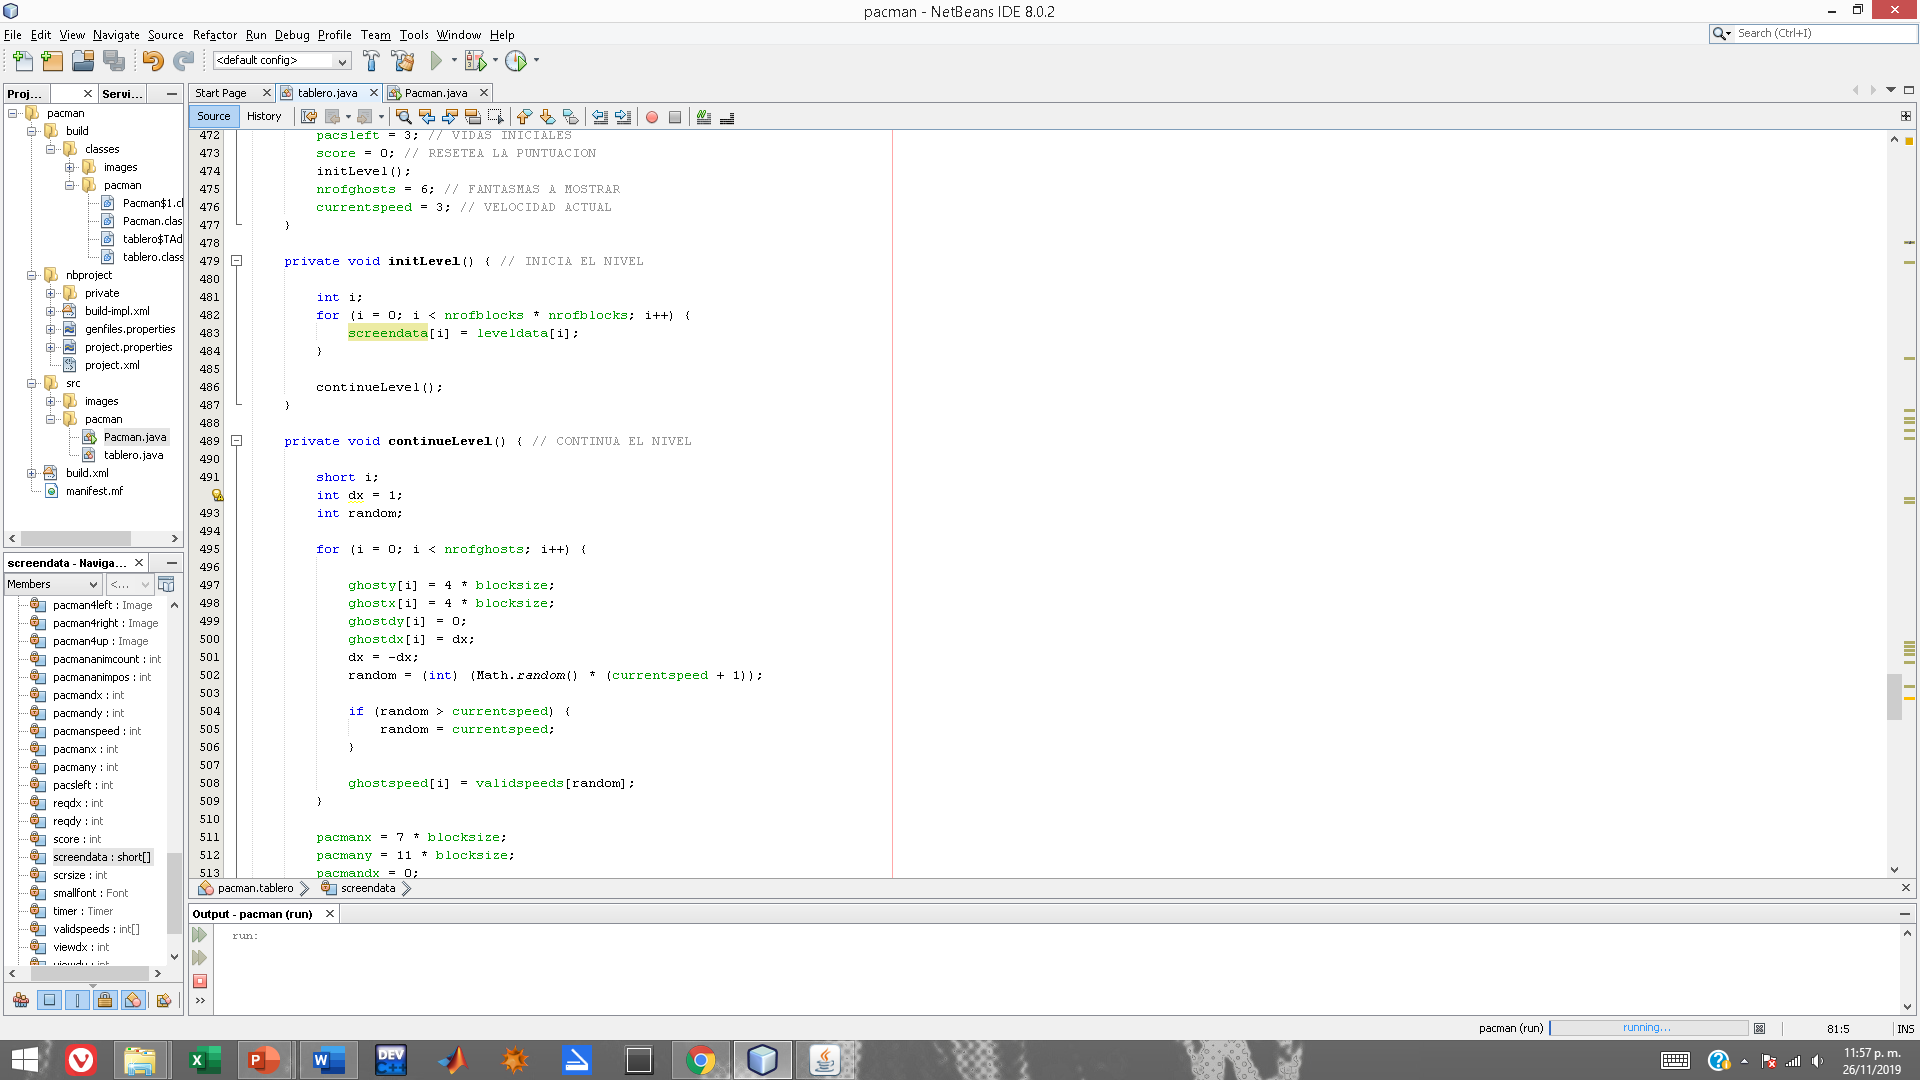 pacman - NetBeans IDE 8.0.2
File Edit View Navigate Source Refactor Run Debug Profile Team Tools Window Help
Search (Ctrl+I)
<default config>
Proj...
Servi...
Start Page
tablero.java
Pacman.java
Source History
pacman
build
classes
images
pacman
Pacman$1.cl
Pacman.clas
tablero$TAd
tablero.class
nbproject
private
build-impl.xml
genfiles.properties
project.properties
project.xml
src
images
pacman
Pacman.java
tablero.java
build.xml
manifest.mf
screendata - Naviga...
Members
<...
pacman4left : Image
pacman4right : Image
pacman4up : Image
pacmananimcount : int
pacmananimpos : int
pacmandx : int
pacmandy : int
pacmanspeed : int
pacmanx : int
pacmany : int
pacsleft : int
reqdx : int
reqdy : int
score : int
screendata : short[]
scrsize : int
smallfont : Font
timer : Timer
validspeeds : int[]
viewdx : int
viewdy : int
472 pacsleft = 3; // VIDAS INICIALES
473 score = 0; // RESETEA LA PUNTUACION
474 initLevel();
475 nrofghosts = 6; // FANTASMAS A MOSTRAR
476 currentspeed = 3; // VELOCIDAD ACTUAL
477 }
478
479 private void initLevel() { // INICIA EL NIVEL
480
481 int i;
482 for (i = 0; i < nrofblocks * nrofblocks; i++) {
483 screendata[i] = leveldata[i];
484 }
485
486 continueLevel();
487 }
488
489 private void continueLevel() { // CONTINUA EL NIVEL
490
491 short i;
int dx = 1;
493 int random;
494
495 for (i = 0; i < nrofghosts; i++) {
496
497 ghosty[i] = 4 * blocksize;
498 ghostx[i] = 4 * blocksize;
499 ghostdy[i] = 0;
500 ghostdx[i] = dx;
501 dx = -dx;
502 random = (int) (Math.random() * (currentspeed + 1));
503
504 if (random > currentspeed) {
505 random = currentspeed;
506 }
507
508 ghostspeed[i] = validspeeds[random];
509 }
510
511 pacmanx = 7 * blocksize;
512 pacmany = 11 * blocksize;
513 pacmandx = 0;
pacman.tablero
screendata
Output - pacman (run)
run:
pacman (run)
running...
81:5
INS
DEV C++
11:57 p. m.
26/11/2019